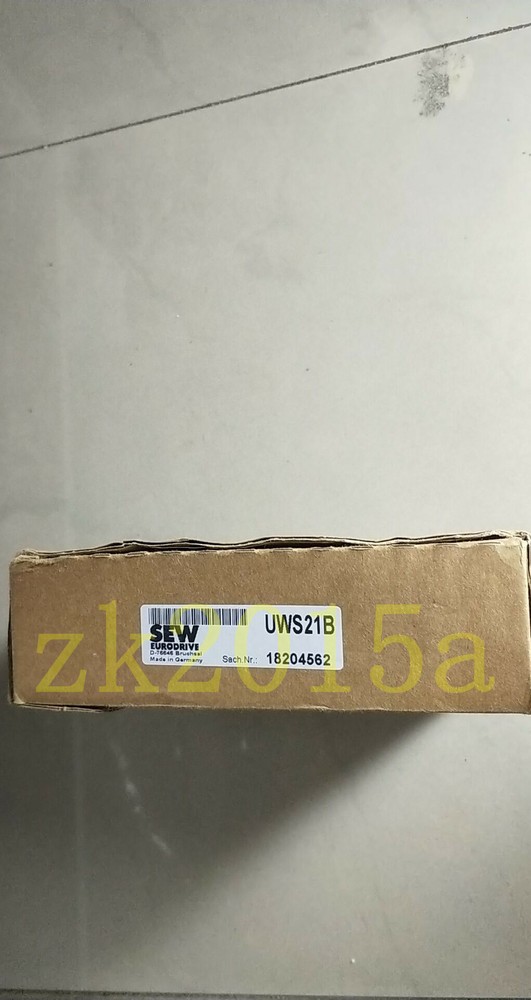 SEW
EURODRIVE
D-76646 Bruchsal
Made in Germany
UWS21B
Sach.Nr.: 18204562
zk2015a